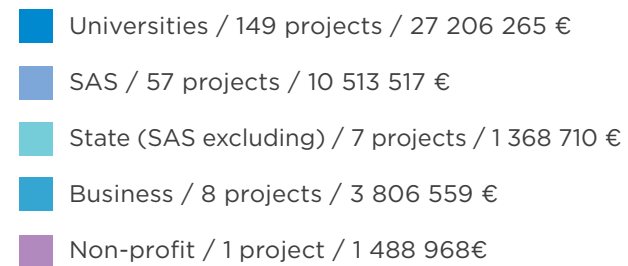 Universities / 149 projects / 27 206 265 €
SAS / 57 projects / 10 513 517 €
State (SAS excluding) / 7 projects / 1 368 710 €
Business / 8 projects / 3 806 559 €
Non-profit / 1 project / 1 488 968€